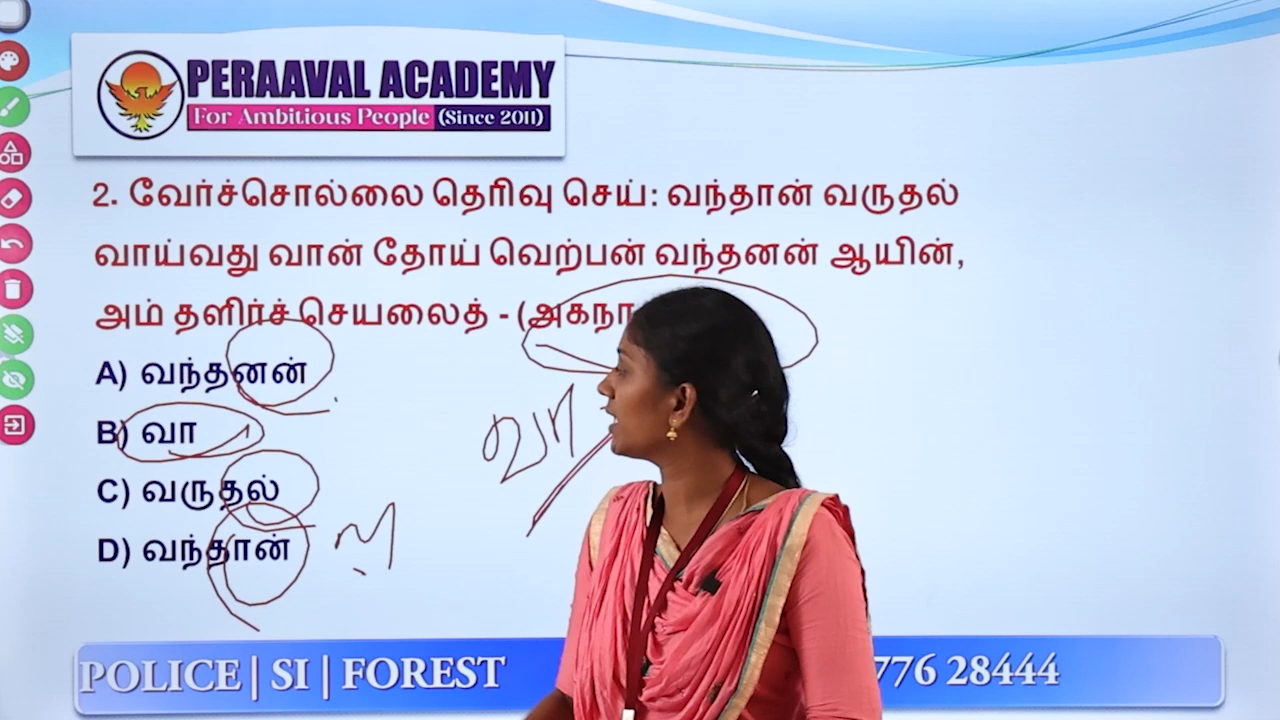 PERAAVAL ACADEMY
For Ambitious People (Since 2011)
2. வேர்ச்சொல்லை தெரிவு செய்: வந்தான் வருதல்
வாய்வது வான் தோய் வெற்பன் வந்தனன் ஆயின்,
அம் தளிர்ச் செயலைத் - (அகநா
A) வந்தனன்
B) வா
வா
C) வருதல்
D) வந்தான்
POLICE | SI | FOREST 776 28444